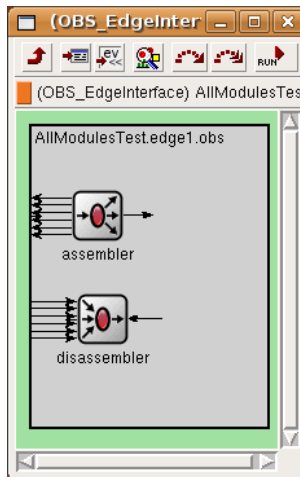 (OBS_EdgeInter
.ev
<<
RUN
(OBS_EdgeInterface) AllModulesTes
AllModulesTest.edge1.obs
assembler
disassembler